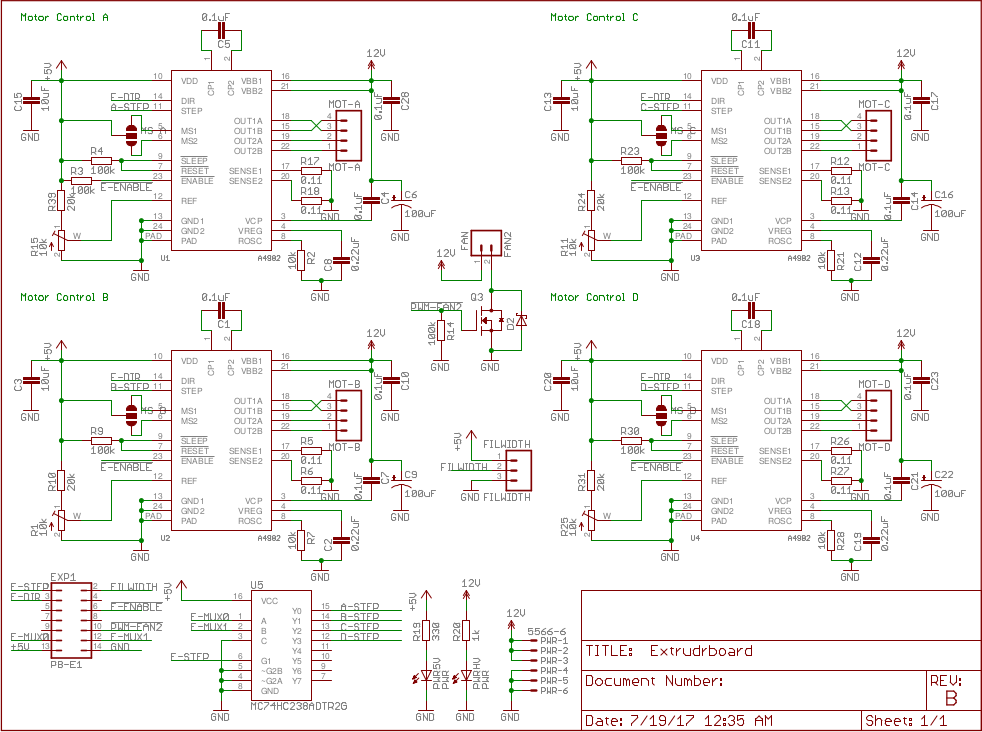 Motor Control A
0.1uF
C5
1
2
+5V
12V
C15
10uF
GND
10
VDD
CP1
CP2
VBB1
16
VBB2
21
0.1uF
C28
GND
E-DIR
14
DIR
A-STEP
11
STEP
MOT-A
OUT1A
18
4
OUT1B
15
3
OUT2A
19
2
OUT2B
22
1
MOT-A
MS_A
5
MS1
6
MS2
R4
100k
9
SLEEP
7
RESET
R3
100k
E-ENABLE
23
ENABLE
SENSE1
17
R17
0.11
SENSE2
20
R18
0.11
GND
R39
20k
12
REF
R15
10k
W
13
GND1
24
GND2
PAD
PAD
GND
VCP
3
VREG
4
ROSC
8
0.1uF
C4
C6
100uF
GND
10k
R2
C8
0.22uF
GND
U1
A4982
Motor Control C
0.1uF
C11
1
2
+5V
12V
C13
10uF
GND
10
VDD
CP1
CP2
VBB1
16
VBB2
21
0.1uF
C17
GND
E-DIR
14
DIR
C-STEP
11
STEP
MOT-C
OUT1A
18
4
OUT1B
15
3
OUT2A
19
2
OUT2B
22
1
MOT-C
MS_C
5
MS1
6
MS2
R23
100k
9
SLEEP
7
RESET
E-ENABLE
23
ENABLE
SENSE1
17
R12
0.11
SENSE2
20
R13
0.11
GND
R24
20k
12
REF
R11
10k
W
13
GND1
24
GND2
PAD
PAD
GND
VCP
3
VREG
4
ROSC
8
0.1uF
C14
C16
100uF
GND
10k
R21
C12
0.22uF
GND
U3
A4982
FAN
FAN2
12V
1
2
PWM-FAN2
Q3
100k
R14
D2
GND
GND
Motor Control B
0.1uF
C1
1
2
+5V
12V
C3
10uF
GND
10
VDD
CP1
CP2
VBB1
16
VBB2
21
0.1uF
C10
GND
E-DIR
14
DIR
B-STEP
11
STEP
MOT-B
OUT1A
18
4
OUT1B
15
3
OUT2A
19
2
OUT2B
22
1
MOT-B
5
MS1
6
MS2
R9
100k
9
SLEEP
7
RESET
E-ENABLE
23
ENABLE
SENSE1
17
R5
0.11
SENSE2
20
R6
0.11
GND
R10
20k
12
REF
R1
10k
W
13
GND1
24
GND2
PAD
PAD
GND
VCP
3
VREG
4
ROSC
8
0.1uF
C7
C9
100uF
GND
10k
R7
C2
0.22uF
GND
U2
A4982
Motor Control D
0.1uF
C18
1
2
+5V
12V
C20
10uF
GND
10
VDD
CP1
CP2
VBB1
16
VBB2
21
0.1uF
C23
GND
E-DIR
14
DIR
D-STEP
11
STEP
MOT-D
OUT1A
18
4
OUT1B
15
3
OUT2A
19
2
OUT2B
22
1
MOT-D
MS_D
5
MS1
6
MS2
R30
100k
9
SLEEP
7
RESET
E-ENABLE
23
ENABLE
SENSE1
17
R26
0.11
SENSE2
20
R27
0.11
GND
R31
20k
12
REF
R25
10k
W
13
GND1
24
GND2
PAD
PAD
GND
VCP
3
VREG
4
ROSC
8
0.1uF
C21
C22
100uF
GND
10k
R28
C19
0.22uF
GND
U4
A4982
+5V
FILWIDTH
1
FILWIDTH
2
3
GND
FILWIDTH
EXP1
E-STEP
1
2
FILWIDTH
E-DIR
3
4
5
6
E-ENABLE
7
8
9
10
PWM-FAN2
E-MUX0
11
12
E-MUX1
+5V
13
14
GND
PB-E1
+5V
U5
16
VCC
E-MUX0
1
A
E-MUX1
2
B
3
C
E-STEP
6
G1
5
~G2B
4
~G2A
8
GND
Y0
15
A-STEP
Y1
14
B-STEP
Y2
13
C-STEP
Y3
12
D-STEP
Y4
11
Y5
10
Y6
9
Y7
7
GND
MC74HC238ADTR2G
+5V
R19
330
PWR5V
PWR
GND
12V
R20
1k
PWRHV
PWR
GND
12V
5566-6
PWR-1
PWR-2
PWR-3
PWR-4
PWR-5
PWR-6
GND
TITLE: Extrudrboard
Document Number:
REV:
B
Date: 7/19/17 12:35 AM
Sheet: 1/1